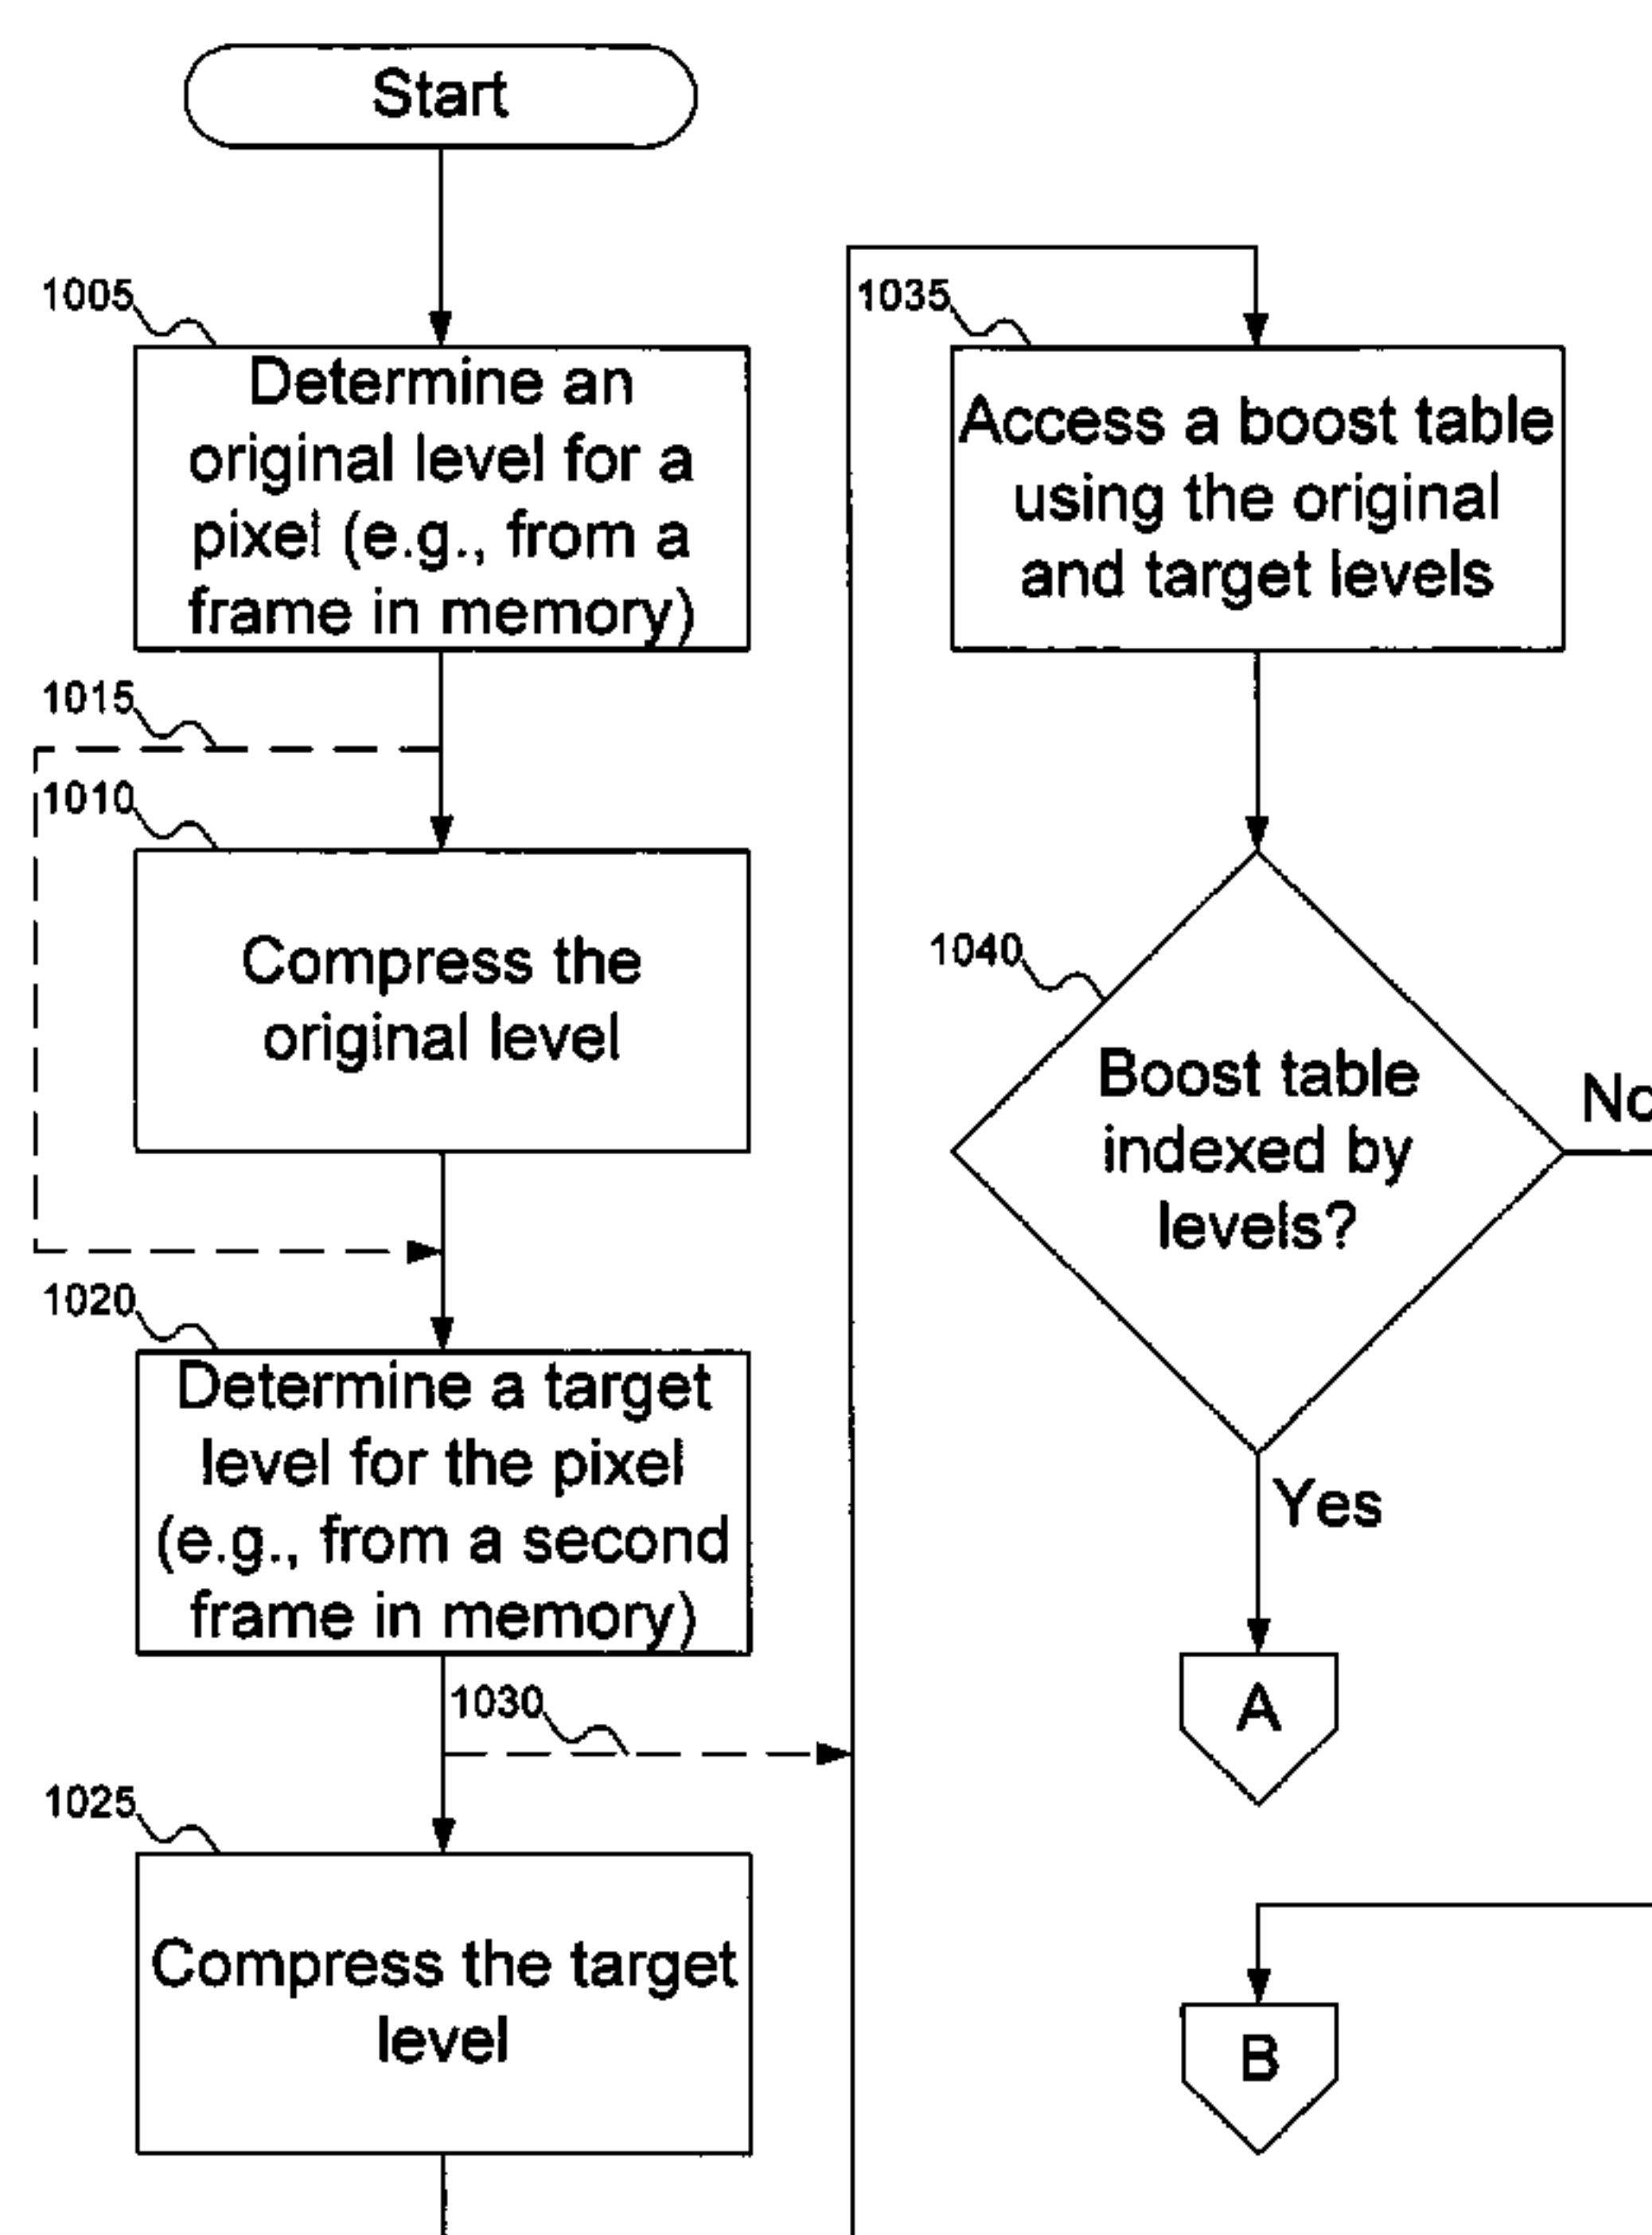 Start
1005
Determine an
original level for a
pixel (e.g., from a
frame in memory)
1015
1010
Compress the
original level
1020
Determine a target
level for the pixel
(e.g., from a second
frame in memory)
1030
1025
Compress the target
level
1035
Access a boost table
using the original
and target levels
1040
Boost table
indexed by
levels?
No
Yes
A
B